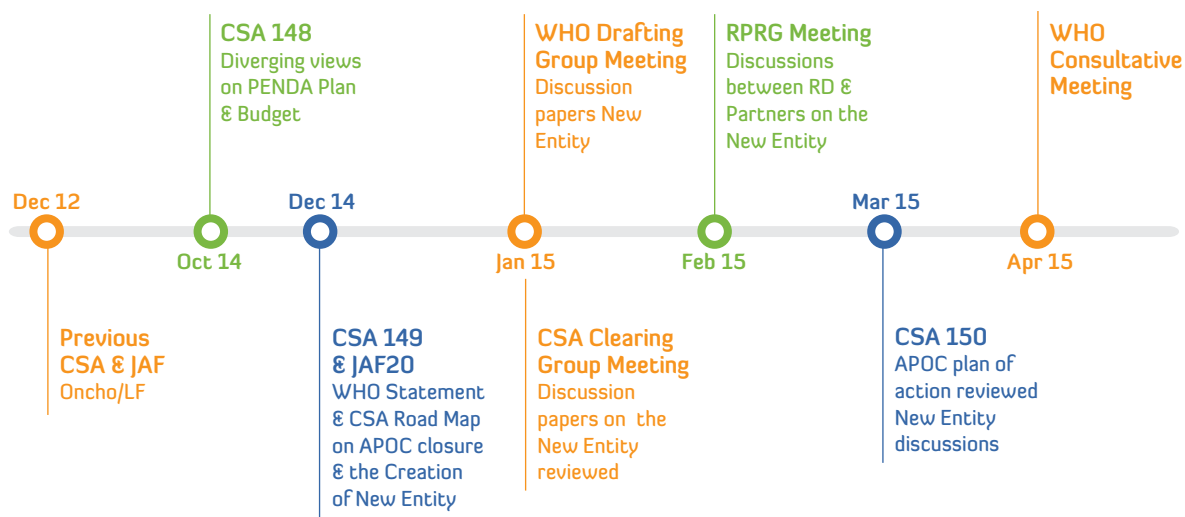 CSA 148
Diverging views
on PENDA Plan
& Budget
WHO Drafting
Group Meeting
Discussion
papers New
Entity
RPRG Meeting
Discussions
between RD &
Partners on the
New Entity
WHO
Consultative
Meeting
Dec 12
Oct 14
Dec 14
Jan 15
Feb 15
Mar 15
Apr 15
Previous
CSA & JAF
Oncho/LF
CSA 149
& JAF20
WHO Statement
& CSA Road Map
on APOC closure
& the Creation
of New Entity
CSA Clearing
Group Meeting
Discussion
papers on the
New Entity
reviewed
CSA 150
APOC plan of
action reviewed
New Entity
discussions